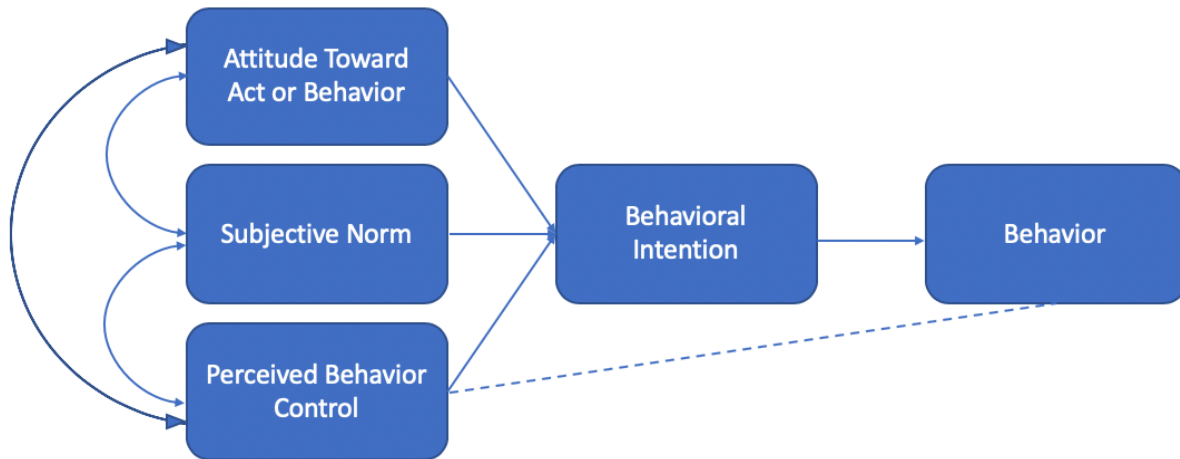 Attitude Toward
Act or Behavior
Subjective Norm
Perceived Behavior
Control
Behavioral
Intention
Behavior